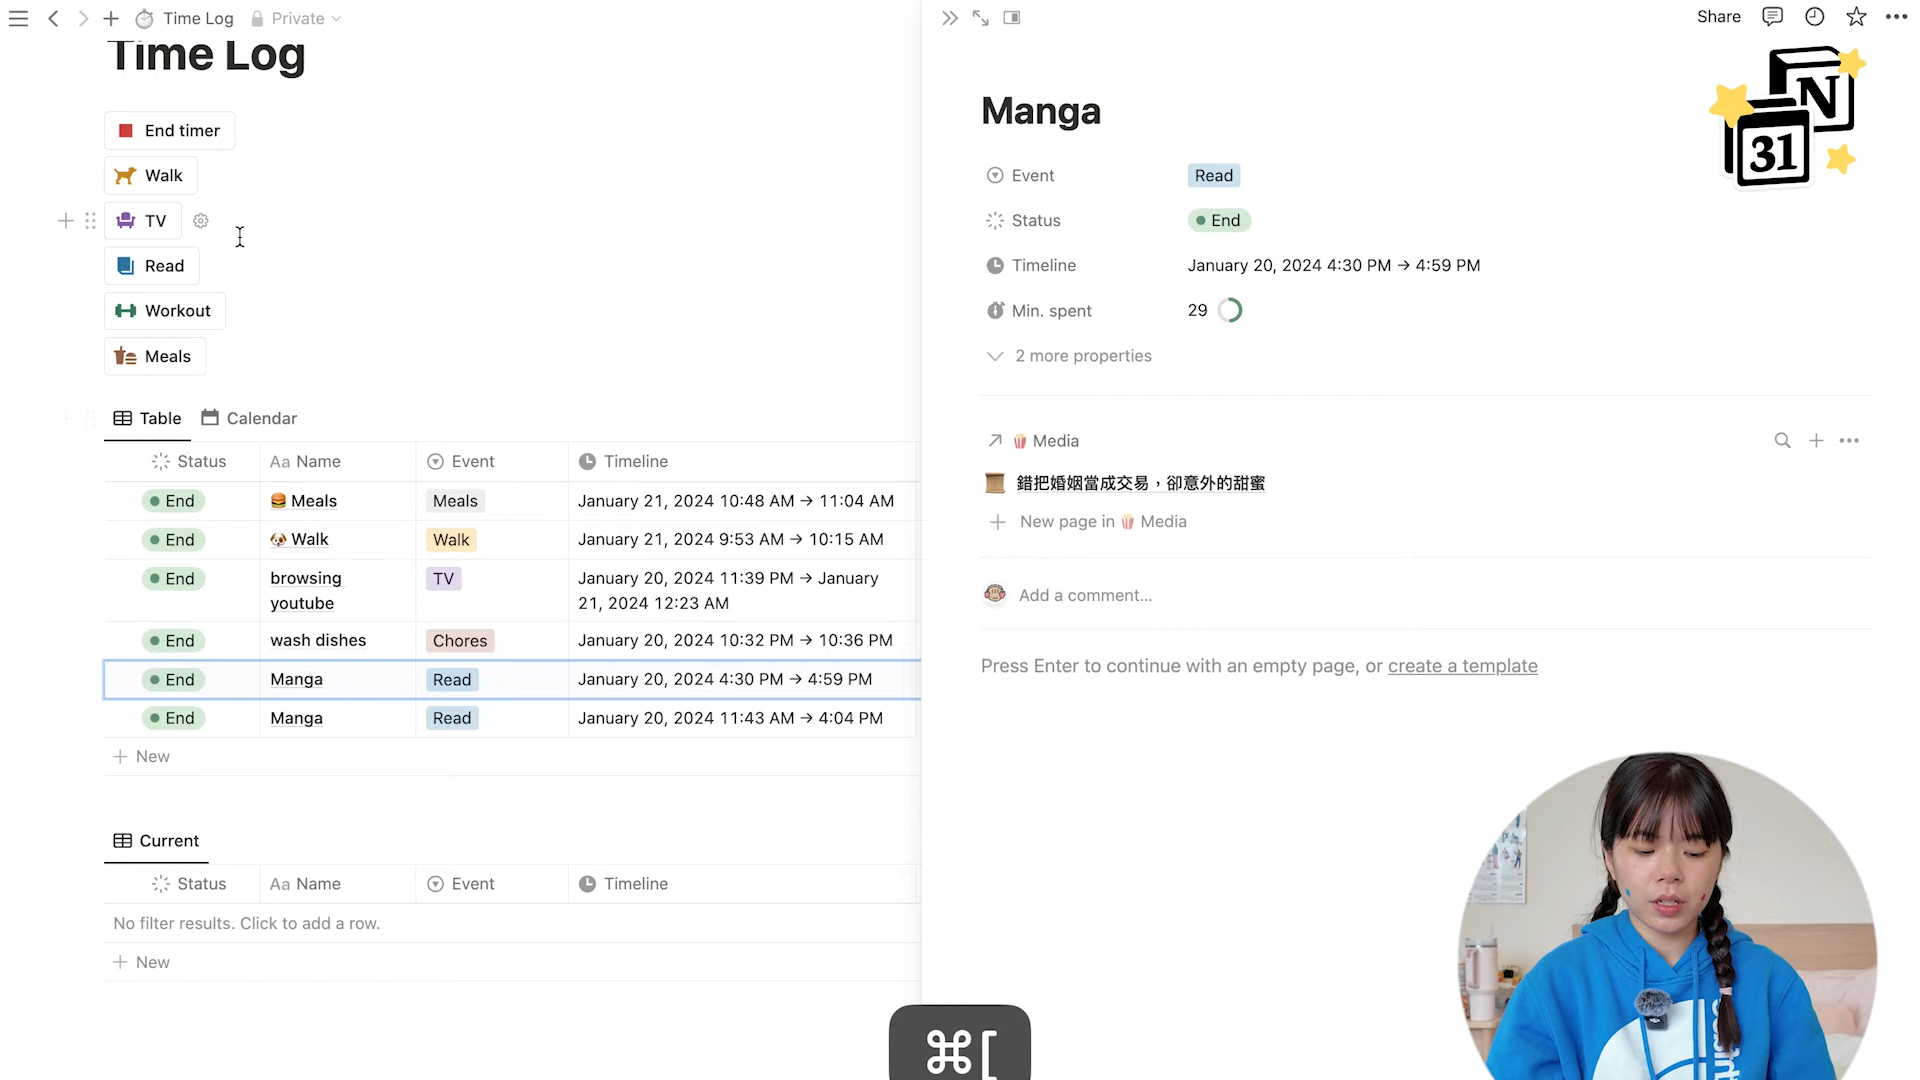 Time Log Private
Share
Time Log
End timer
Walk
TV
Read
Workout
Meals
Table Calendar
Status Aa Name Event Timeline
End Meals Meals January 21, 2024 10:48 AM → 11:04 AM
End Walk Walk January 21, 2024 9:53 AM → 10:15 AM
End browsing TV January 20, 2024 11:39 PM → January
youtube 21, 2024 12:23 AM
End wash dishes Chores January 20, 2024 10:32 PM → 10:36 PM
End Manga Read January 20, 2024 4:30 PM → 4:59 PM
End Manga Read January 20, 2024 11:43 AM → 4:04 PM
New
Current
Status Aa Name Event Timeline
No filter results. Click to add a row.
New
Manga
N
31
Event Read
Status End
Timeline January 20, 2024 4:30 PM → 4:59 PM
Min. spent 29
2 more properties
Media
錯把婚姻當成交易，卻意外的甜蜜
New page in Media
Add a comment...
Press Enter to continue with an empty page, or create a template
⌘[